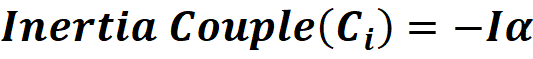 Inertia Couple(Cᵢ) = −Iα